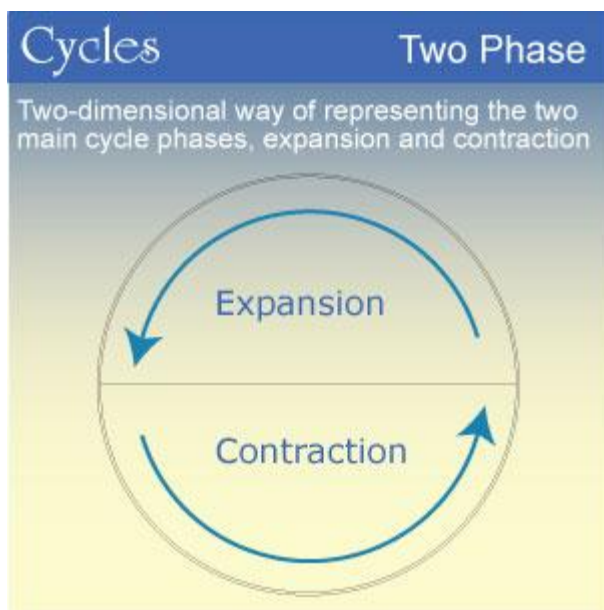 Cycles Two Phase
Two-dimensional way of representing the two
main cycle phases, expansion and contraction
Expansion
Contraction